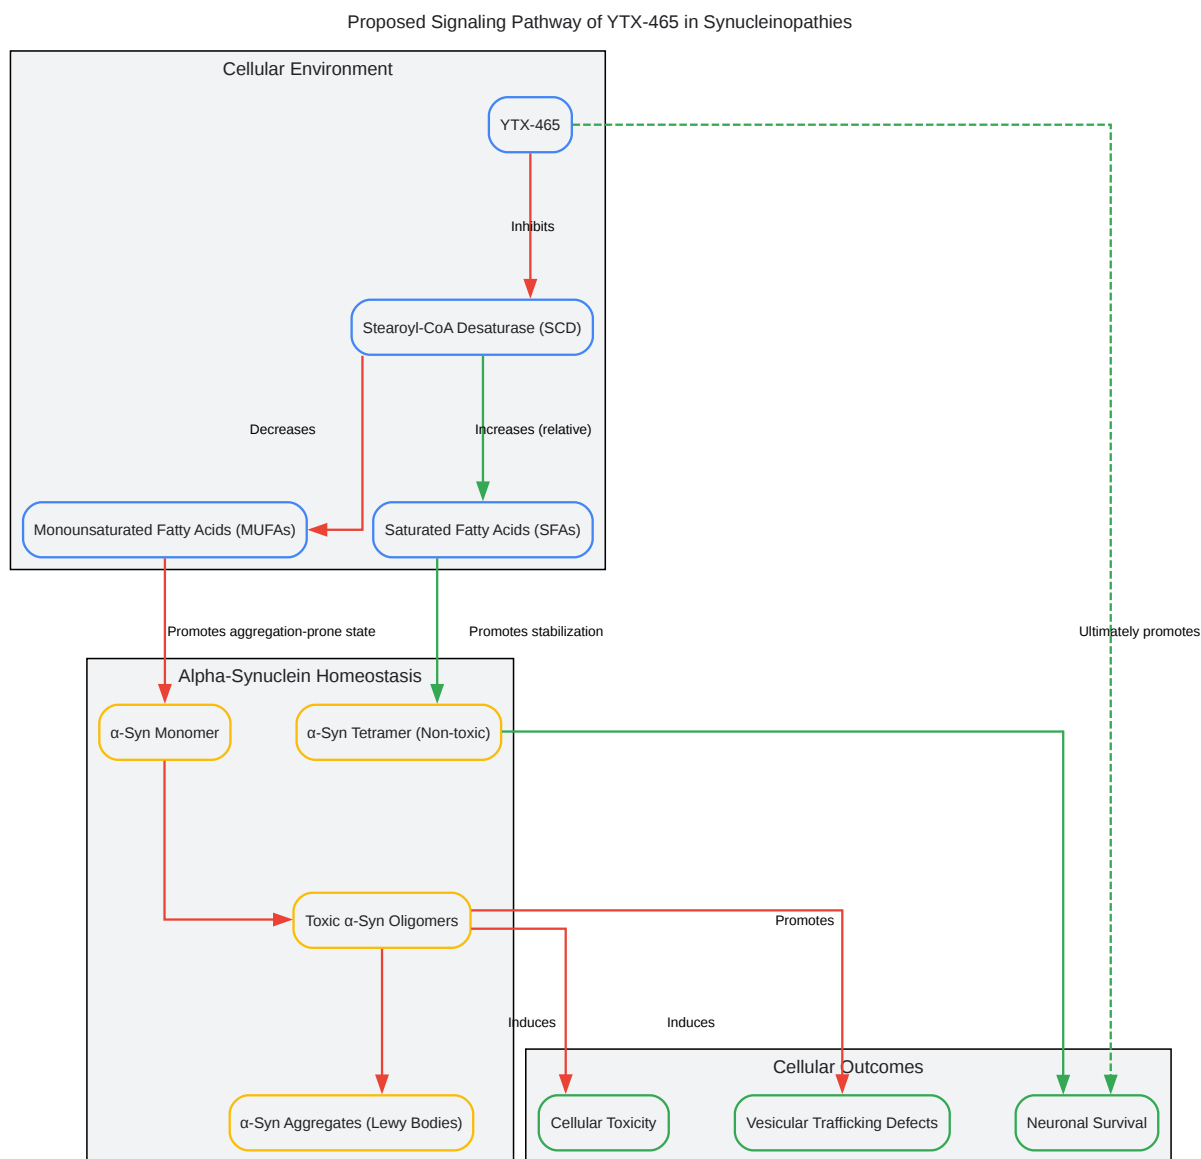 Proposed Signaling Pathway of YTX-465 in Synucleinopathies
Cellular Environment
YTX-465
Inhibits
Stearoyl-CoA Desaturase (SCD)
Decreases
Increases (relative)
Monounsaturated Fatty Acids (MUFAs)
Saturated Fatty Acids (SFAs)
Promotes aggregation-prone state
Promotes stabilization
Ultimately promotes
Alpha-Synuclein Homeostasis
α-Syn Monomer
α-Syn Tetramer (Non-toxic)
Toxic α-Syn Oligomers
Promotes
Induces
Induces
Cellular Outcomes
α-Syn Aggregates (Lewy Bodies)
Cellular Toxicity
Vesicular Trafficking Defects
Neuronal Survival